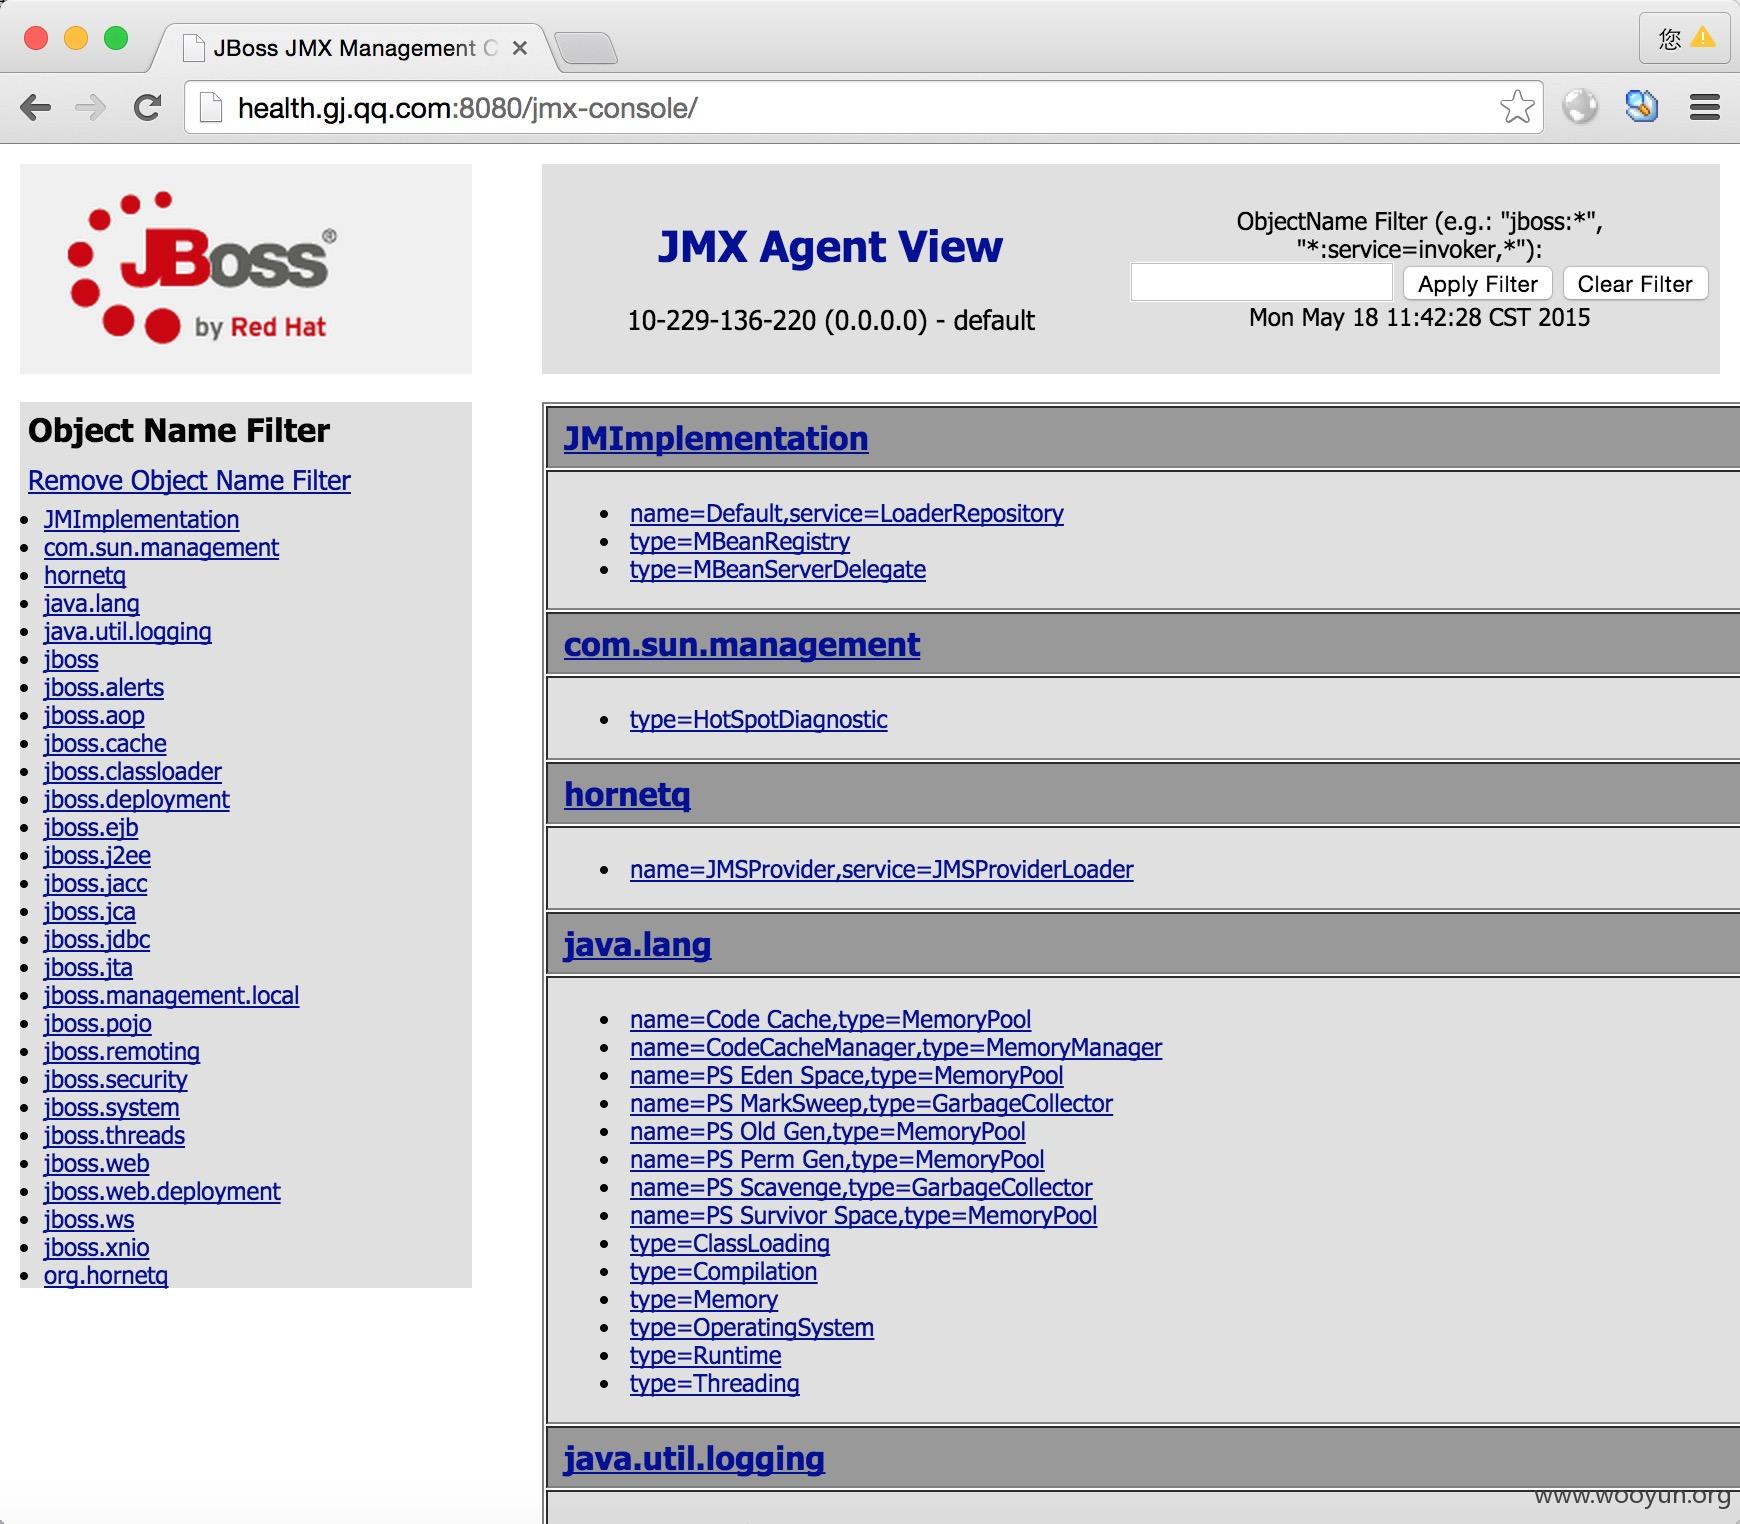 JBoss JMX Management C
您
health.gj.qq.com:8080/jmx-console/
JBoss®
by Red Hat
JMX Agent View
10-229-136-220 (0.0.0.0) - default
ObjectName Filter (e.g.: "jboss:*",
"*:service=invoker,*"):
Apply Filter Clear Filter
Mon May 18 11:42:28 CST 2015
Object Name Filter
Remove Object Name Filter
JMImplementation
com.sun.management
hornetq
java.lang
java.util.logging
jboss
jboss.alerts
jboss.aop
jboss.cache
jboss.classloader
jboss.deployment
jboss.ejb
jboss.j2ee
jboss.jacc
jboss.jca
jboss.jdbc
jboss.jta
jboss.management.local
jboss.pojo
jboss.remoting
jboss.security
jboss.system
jboss.threads
jboss.web
jboss.web.deployment
jboss.ws
jboss.xnio
org.hornetq
JMImplementation
name=Default,service=LoaderRepository
type=MBeanRegistry
type=MBeanServerDelegate
com.sun.management
type=HotSpotDiagnostic
hornetq
name=JMSProvider,service=JMSProviderLoader
java.lang
name=Code Cache,type=MemoryPool
name=CodeCacheManager,type=MemoryManager
name=PS Eden Space,type=MemoryPool
name=PS MarkSweep,type=GarbageCollector
name=PS Old Gen,type=MemoryPool
name=PS Perm Gen,type=MemoryPool
name=PS Scavenge,type=GarbageCollector
name=PS Survivor Space,type=MemoryPool
type=ClassLoading
type=Compilation
type=Memory
type=OperatingSystem
type=Runtime
type=Threading
java.util.logging
www.wooyun.org